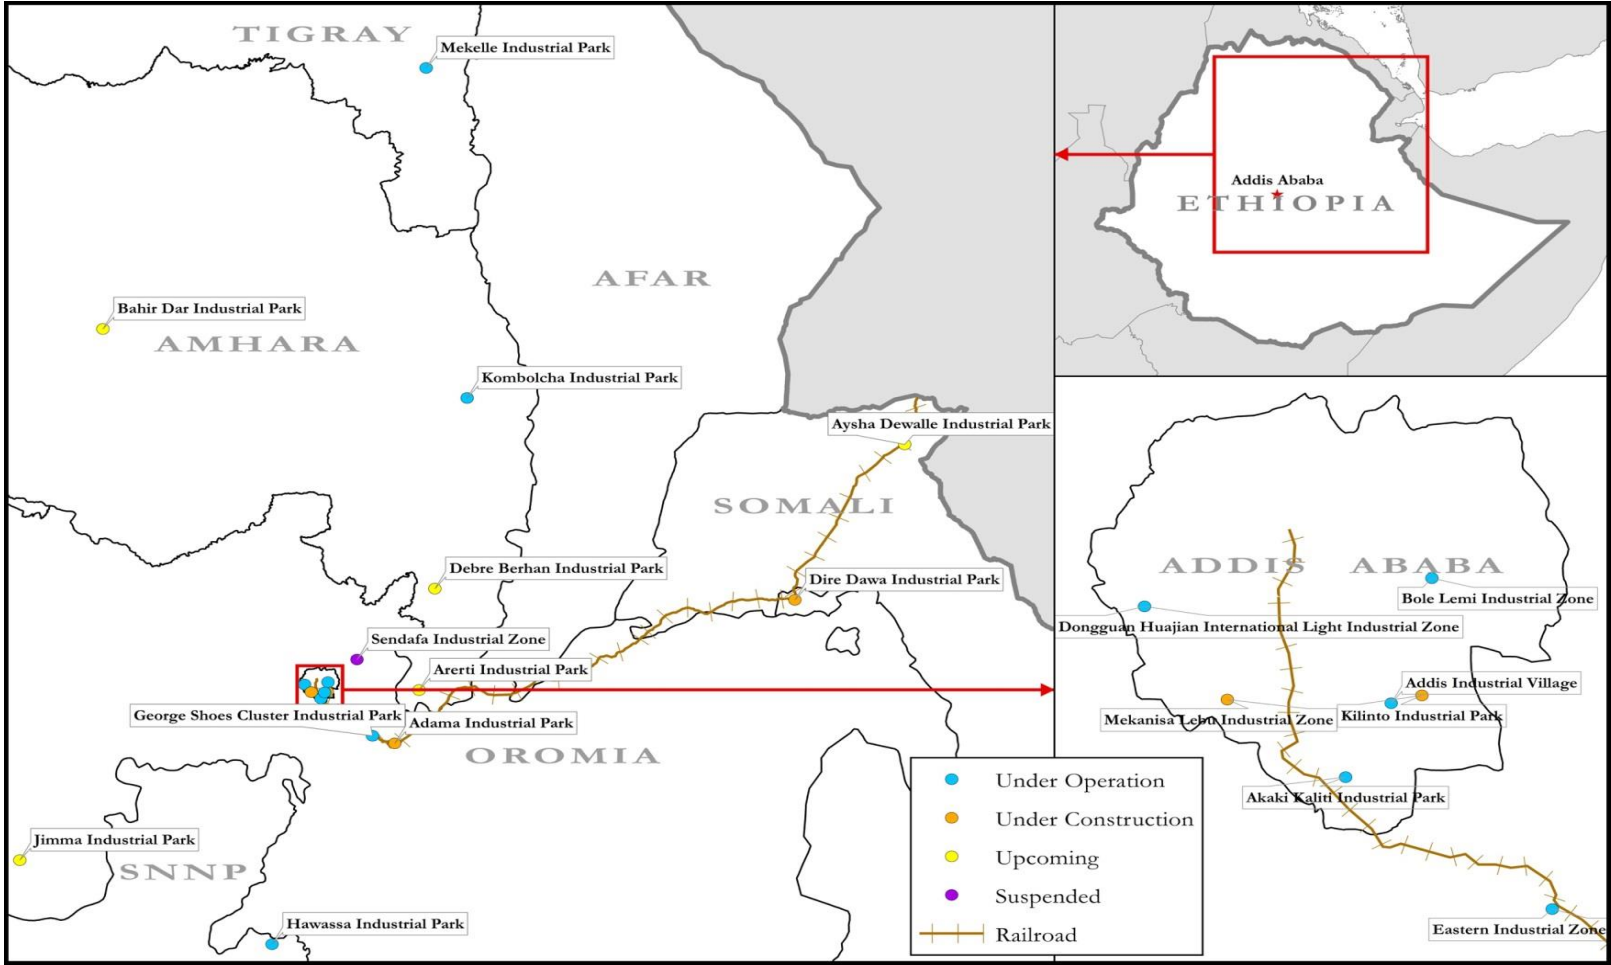 TIGRAY
Mekelle Industrial Park
AFAR
Bahir Dar Industrial Park
AMHARA
Kombolcha Industrial Park
Aysha Dewalle Industrial Park
SOMALI
Debre Berhan Industrial Park
Dire Dawa Industrial Park
Sendafa Industrial Zone
Arerti Industrial Park
George Shoes Cluster Industrial Park
Adama Industrial Park
OROMIA
Jimma Industrial Park
SNNP
Hawassa Industrial Park
Under Operation
Under Construction
Upcoming
Suspended
Railroad
Addis Ababa
ETHIOPIA
ADDIS ABABA
Bole Lemi Industrial Zone
Dongguan Huajian International Light Industrial Zone
Addis Industrial Village
Mekanisa Lebu Industrial Zone
Kilinto Industrial Park
Akaki Kaliti Industrial Park
Eastern Industrial Zone